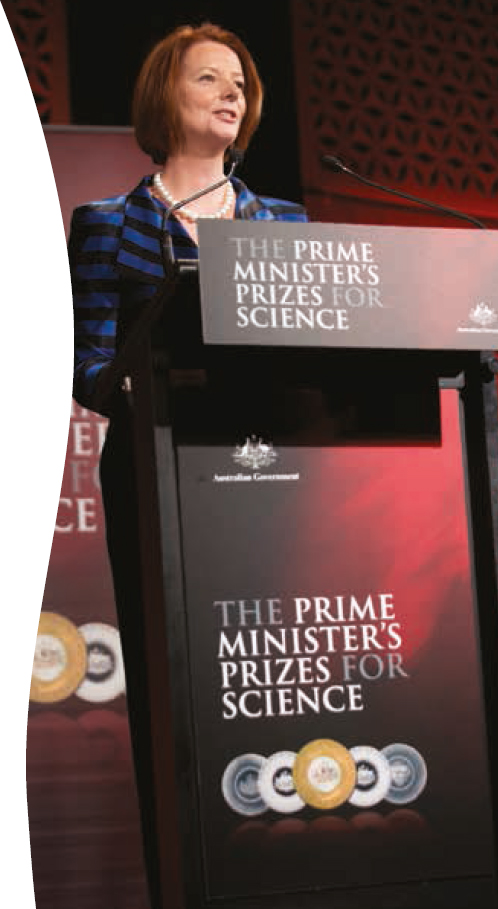 THE PRIME
MINISTER'S
PRIZES FOR
SCIENCE
Australian Government
THE PRIME
MINISTER'S
PRIZES FOR
SCIENCE